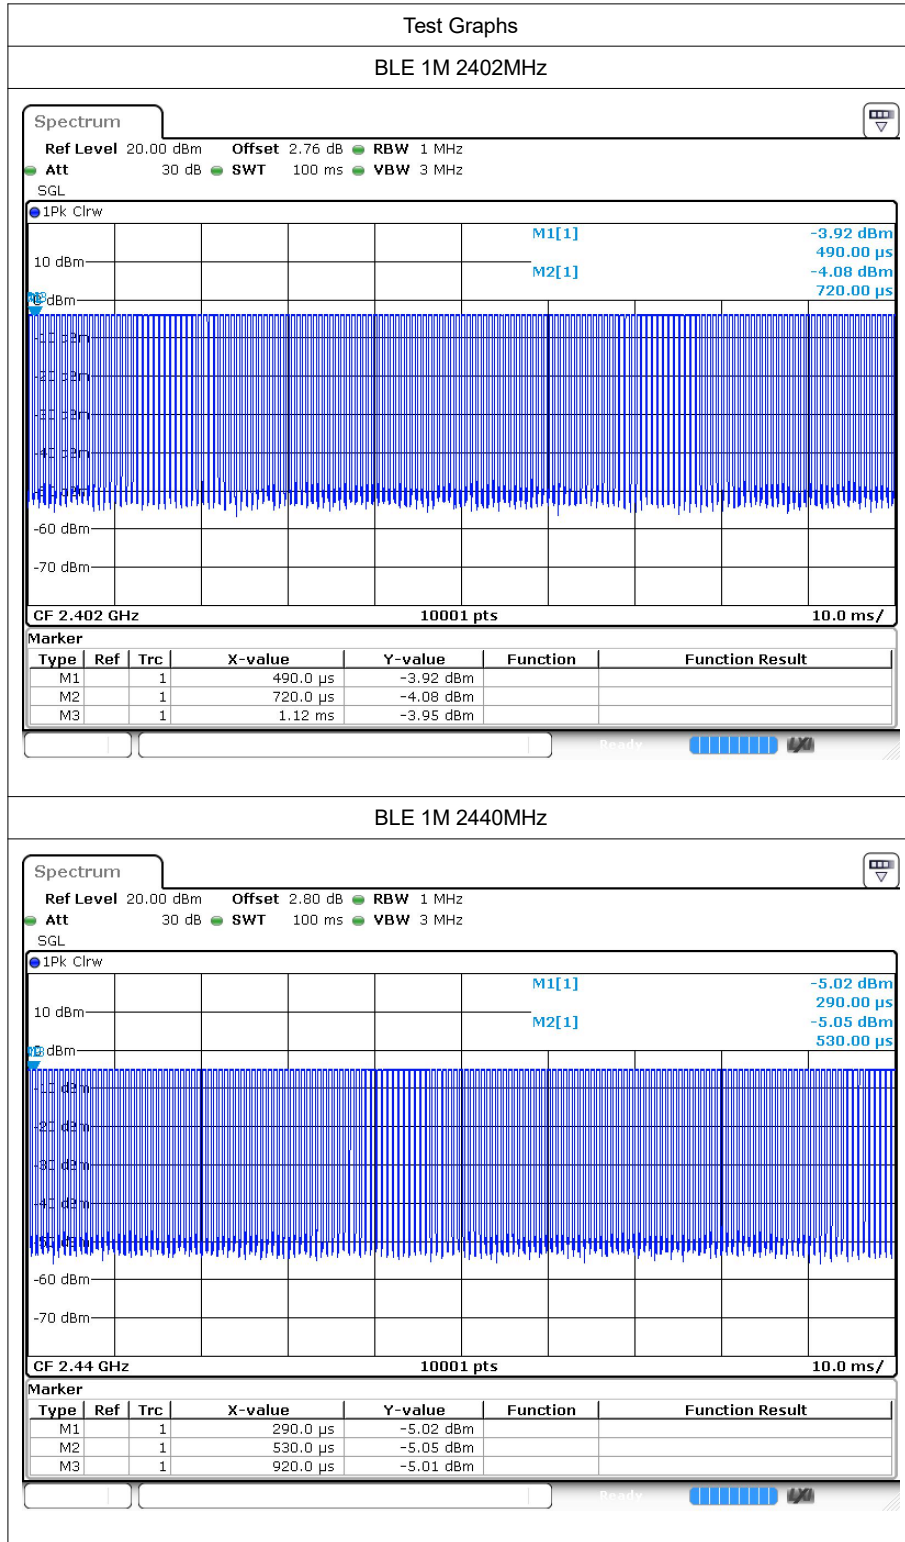 Test Graphs
BLE 1M 2402MHz
Spectrum
Ref Level 20.00 dBm Offset 2.76 dB RBW 1 MHz
Att 30 dB SWT 100 ms VBW 3 MHz
SGL
1Pk Clrw
M1[1] -3.92 dBm
490.00 µs
10 dBm
M2[1] -4.08 dBm
720.00 µs
dBm
-60 dBm
-70 dBm
CF 2.402 GHz 10001 pts 10.0 ms/
Marker
Type Ref Trc X-value Y-value Function Function Result
M1 1 490.0 µs -3.92 dBm
M2 1 720.0 µs -4.08 dBm
M3 1 1.12 ms -3.95 dBm
Ready LXI
BLE 1M 2440MHz
Spectrum
Ref Level 20.00 dBm Offset 2.80 dB RBW 1 MHz
Att 30 dB SWT 100 ms VBW 3 MHz
SGL
1Pk Clrw
M1[1] -5.02 dBm
290.00 µs
10 dBm
M2[1] -5.05 dBm
530.00 µs
dBm
-60 dBm
-70 dBm
CF 2.44 GHz 10001 pts 10.0 ms/
Marker
Type Ref Trc X-value Y-value Function Function Result
M1 1 290.0 µs -5.02 dBm
M2 1 530.0 µs -5.05 dBm
M3 1 920.0 µs -5.01 dBm
Ready LXI